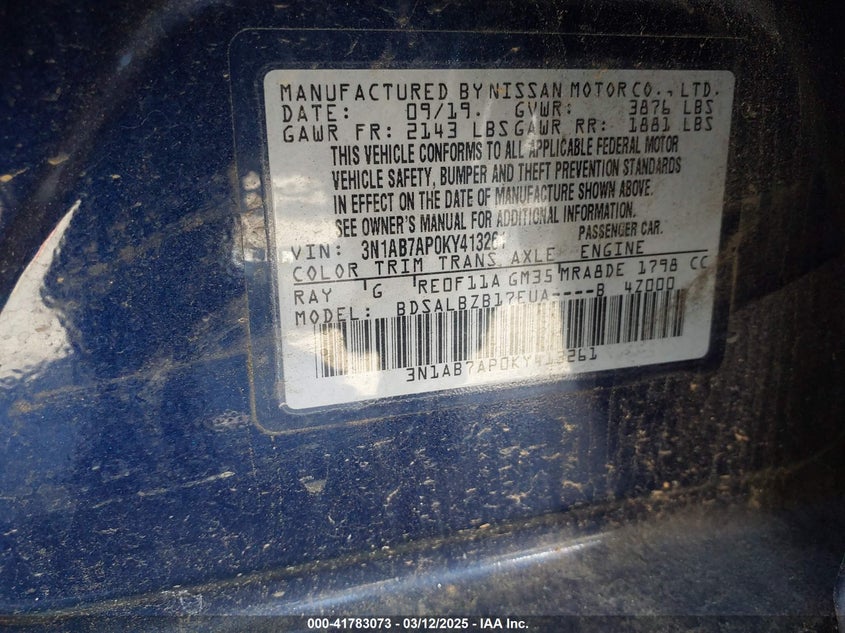 MANUFACTURED BY NISSAN MOTOR CO., LTD.
DATE: 09/19. GVWR: 3876 LBS
GAWR FR: 2143 LBS GAWR RR: 1881 LBS
THIS VEHICLE CONFORMS TO ALL APPLICABLE FEDERAL MOTOR
VEHICLE SAFETY, BUMPER AND THEFT PREVENTION STANDARDS
IN EFFECT ON THE DATE OF MANUFACTURE SHOWN ABOVE.
SEE OWNER'S MANUAL FOR ADDITIONAL INFORMATION.
VIN: 3N1AB7AP0KY413261 PASSENGER CAR.
COLOR TRIM TRANS AXLE ENGINE
RAY G RE0F11A GM35 MRA8DE 1798 CC
MODEL: BDSALBZB17EUA----B 4Z000
3N1AB7AP0KY413261
000-41783073 - 03/12/2025 - © IAA, Inc.